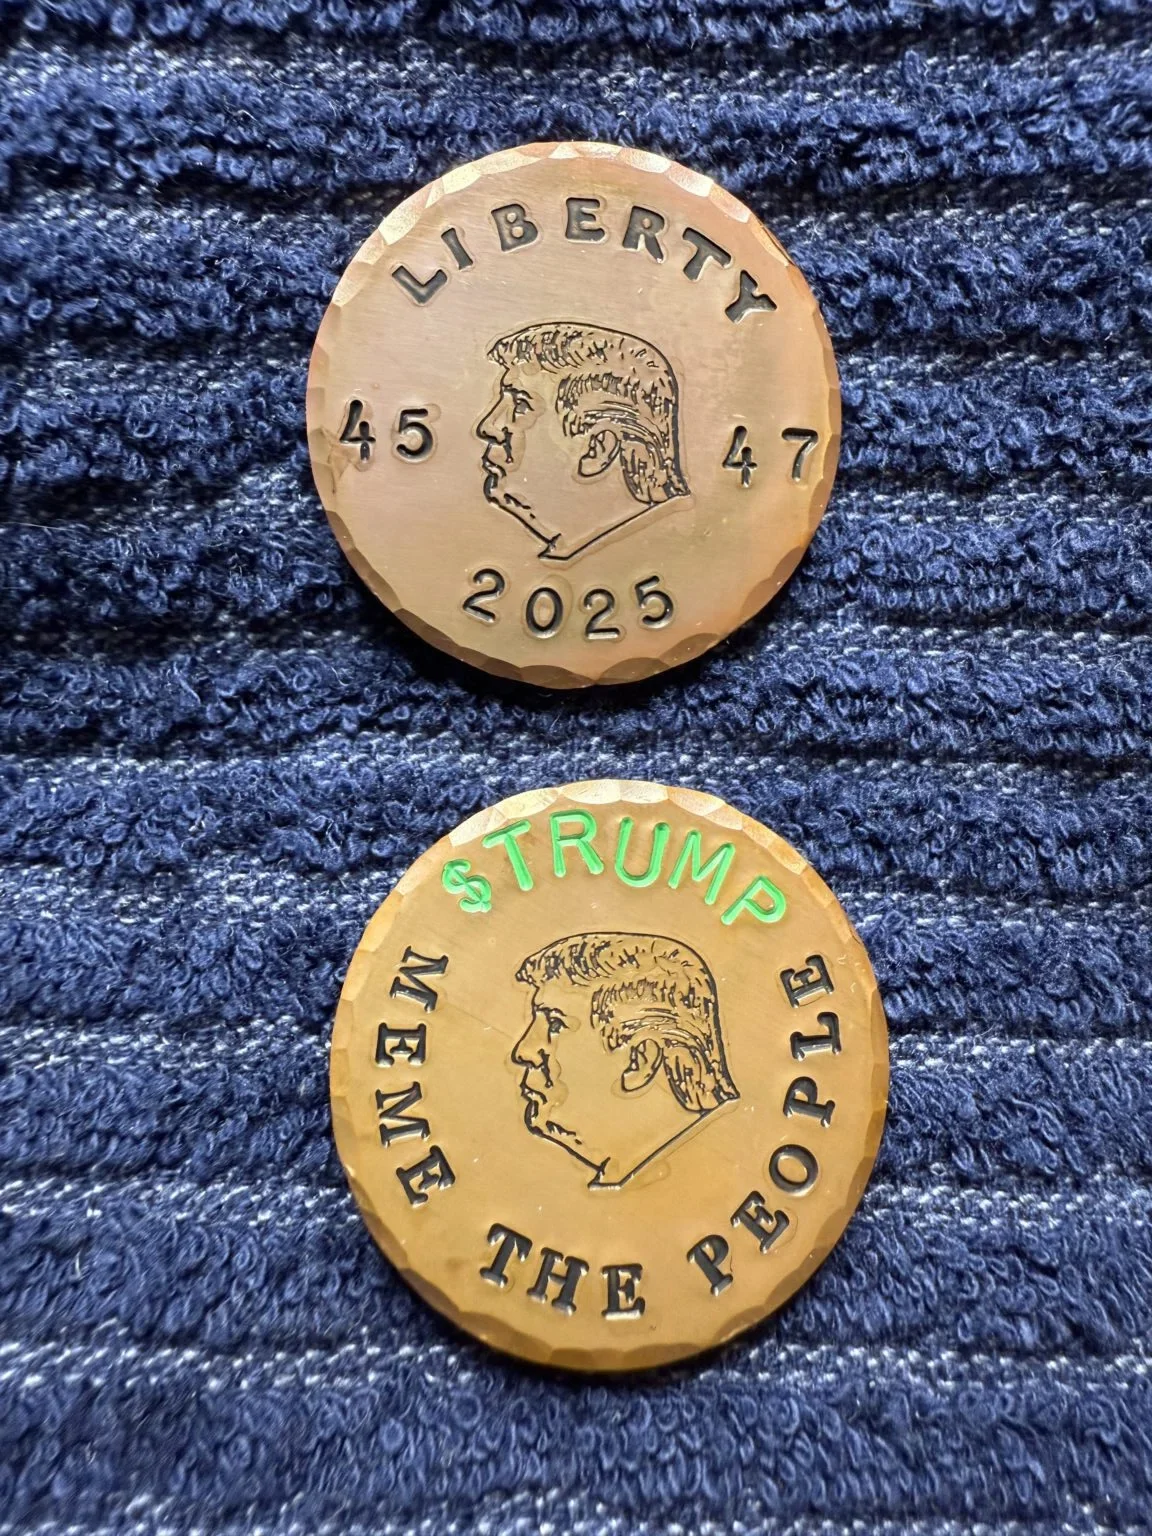 LIBERTY
45 47
2025
$TRUMP
MEME THE PEOPLE